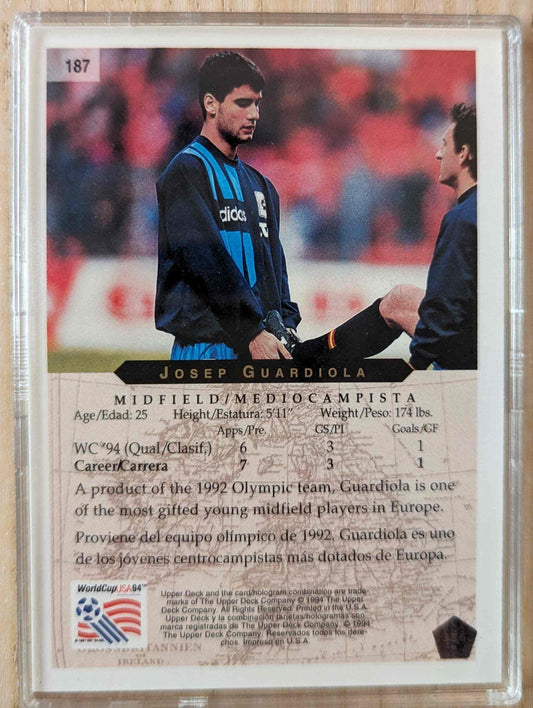 187
adidas
JOSEP GUARDIOLA
MIDFIELD/MEDIOCAMPISTA
Age/Edad: 25 Height/Estatura: 5'11" Weight/Peso: 174 lbs.
Apps/Pre. GS/PI Goals/GF
WC '94 (Qual./Clasif.) 6 3 1
Career/Carrera 7 3 1
A product of the 1992 Olympic team, Guardiola is one
of the most gifted young midfield players in Europe.
Proviene del equipo olímpico de 1992. Guardiola es uno
de los jóvenes centrocampistas más dotados de Europa.
WorldCupUSA94™
Upper Deck and the card/hologram combination are trade
marks of The Upper Deck Company © 1994 The Upper
Deck Company. All Rights Reserved. Printed in the U.S.A.
Upper Deck y la combinación tarjetas/hologramas son
marca registradas de The Upper Deck Company. © 1994
The Upper Deck Company. Reservados todos los dere-
chos. Impreso en U.S.A
GROSSBRITANNIEN
IRELAND